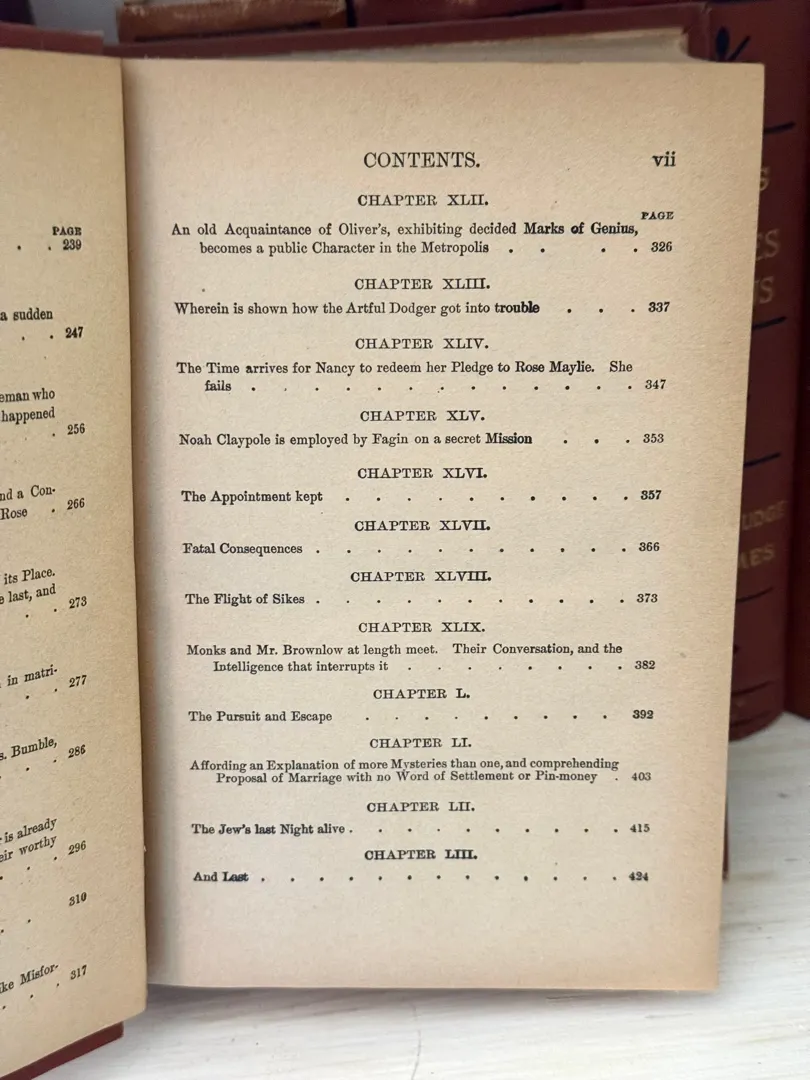 PAGE
. . 239
a sudden
. . 247
eman who
happened
. 256
nd a Con-
Rose . 266
its Place.
e last, and
. . 273
in matri-
. . 277
s. Bumble,
. . 286
is already
eir worthy
. . 296
310
ke Misfor-
. . . 317
CONTENTS. vii
CHAPTER XLII.
PAGE
An old Acquaintance of Oliver's, exhibiting decided Marks of Genius,
becomes a public Character in the Metropolis . . . . 326
CHAPTER XLIII.
Wherein is shown how the Artful Dodger got into trouble . . . 337
CHAPTER XLIV.
The Time arrives for Nancy to redeem her Pledge to Rose Maylie. She
fails . . . . . . . . . . . . . 347
CHAPTER XLV.
Noah Claypole is employed by Fagin on a secret Mission . . . 353
CHAPTER XLVI.
The Appointment kept . . . . . . . . . . 357
CHAPTER XLVII.
Fatal Consequences . . . . . . . . . . . 366
CHAPTER XLVIII.
The Flight of Sikes . . . . . . . . . . . 373
CHAPTER XLIX.
Monks and Mr. Brownlow at length meet. Their Conversation, and the
Intelligence that interrupts it . . . . . . . . 382
CHAPTER L.
The Pursuit and Escape . . . . . . . . . 392
CHAPTER LI.
Affording an Explanation of more Mysteries than one, and comprehending
Proposal of Marriage with no Word of Settlement or Pin-money . 403
CHAPTER LII.
The Jew's last Night alive . . . . . . . . . . 415
CHAPTER LIII.
And Last . . . . . . . . . . . . . 424